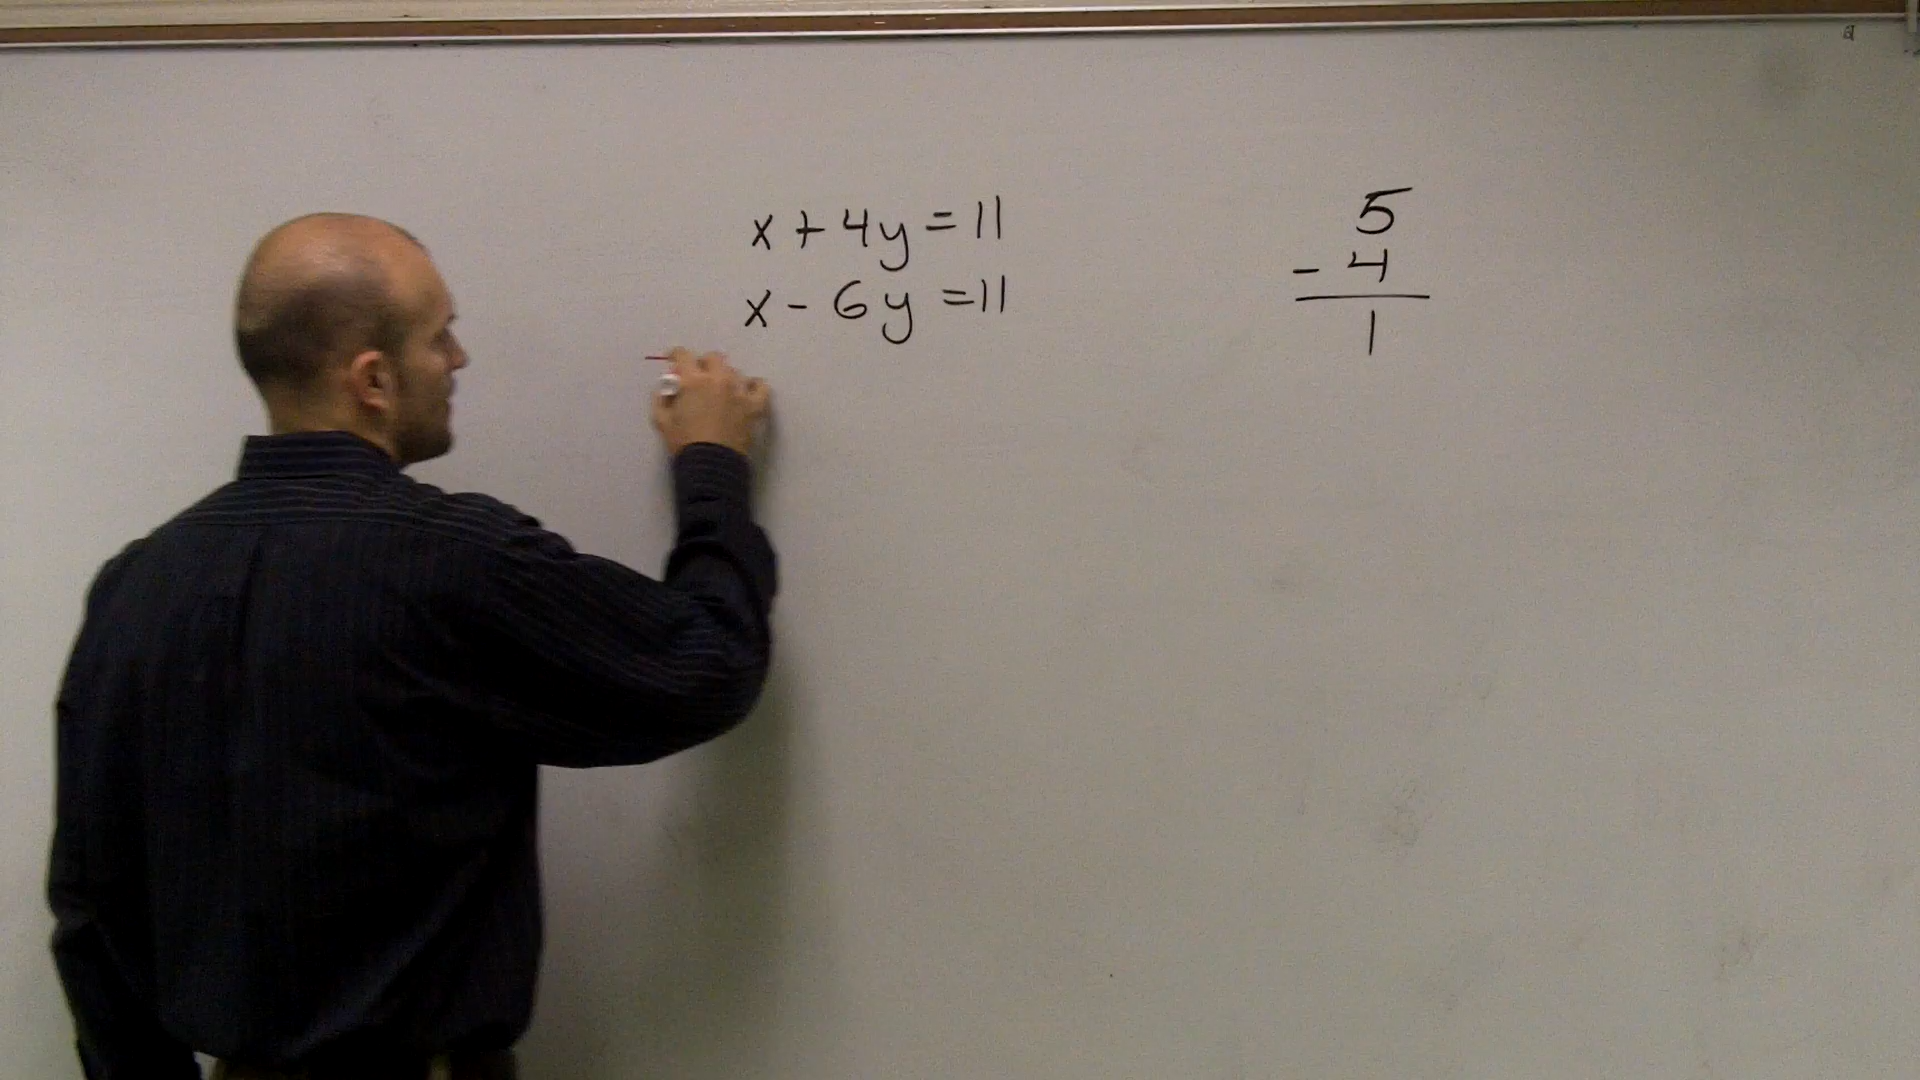 x + 4y = 11
x - 6y = 11
5
- 4
1